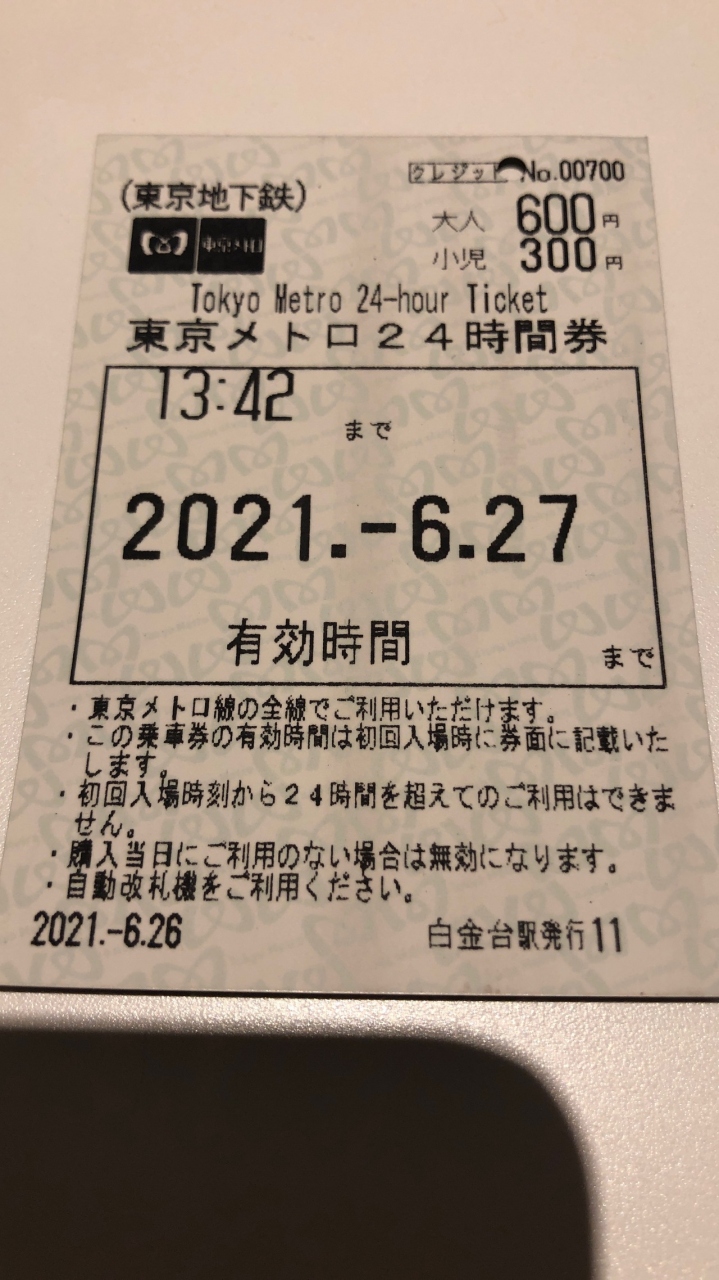 クレジット No.00700
(東京地下鉄)
大人 600円
東京メトロ
小児 300円
Tokyo Metro 24-hour Ticket
東京メトロ24時間券
13:42
まで
2021.-6.27
有効時間
まで
・東京メトロ線の全線でご利用いただけます。
・この乗車券の有効時間は初回入場時に券面に記載いた
します。
・初回入場時刻から24時間を超えてのご利用はできま
せん。
・購入当日にご利用のない場合は無効になります。
・自動改札機をご利用ください。
2021.-6.26 白金台駅発行11